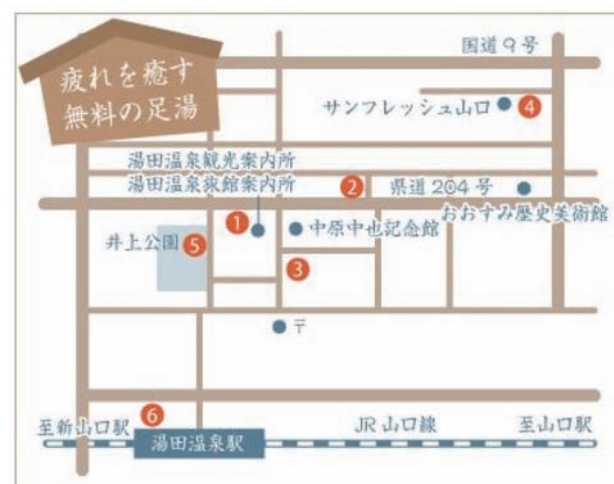 疲れを癒す
無料の足湯
国道9号
サンフレッシュ山口
4
湯田温泉観光案内所
湯田温泉旅館案内所
2
県道204号
おおすみ歴史美術館
1
中原中也記念館
井上公園
5
3
〒
6
至新山口駅
湯田温泉駅
JR山口線
至山口駅